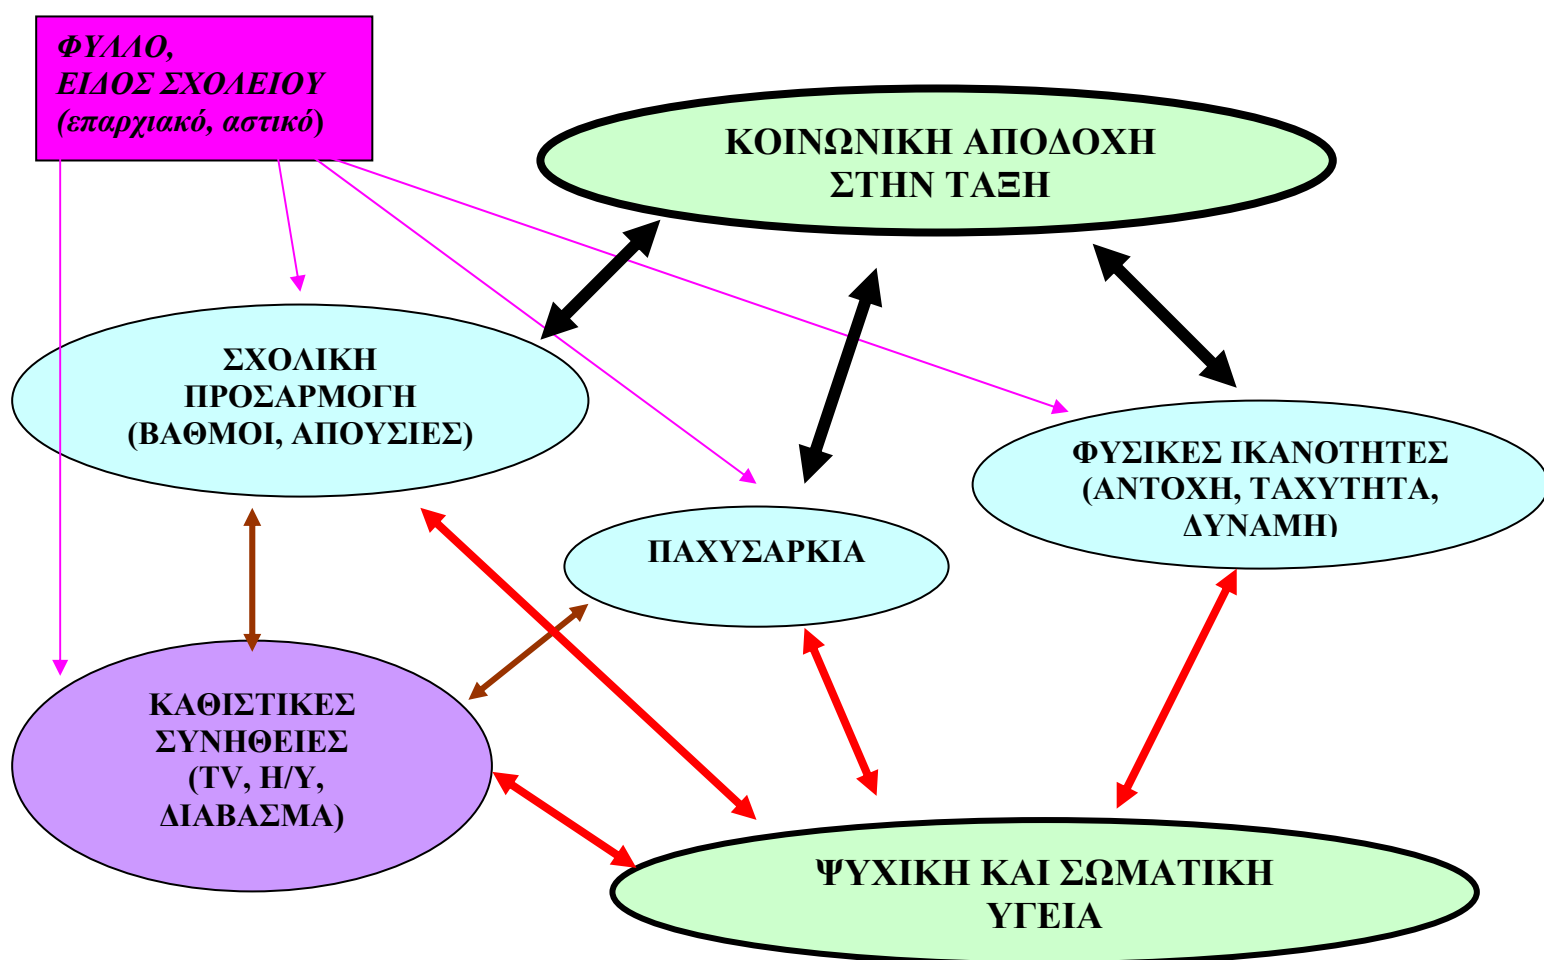 ΦΥΛΛΟ,
ΕΙΔΟΣ ΣΧΟΛΕΙΟΥ
(επαρχιακό, αστικό)
ΚΟΙΝΩΝΙΚΗ ΑΠΟΔΟΧΗ
ΣΤΗΝ ΤΑΞΗ
ΣΧΟΛΙΚΗ
ΠΡΟΣΑΡΜΟΓΗ
(ΒΑΘΜΟΙ, ΑΠΟΥΣΙΕΣ)
ΦΥΣΙΚΕΣ ΙΚΑΝΟΤΗΤΕΣ
(ΑΝΤΟΧΗ, ΤΑΧΥΤΗΤΑ,
ΔΥΝΑΜΗ)
ΠΑΧΥΣΑΡΚΙΑ
ΚΑΘΙΣΤΙΚΕΣ
ΣΥΝΗΘΕΙΕΣ
(TV, Η/Υ,
ΔΙΑΒΑΣΜΑ)
ΨΥΧΙΚΗ ΚΑΙ ΣΩΜΑΤΙΚΗ
ΥΓΕΙΑ